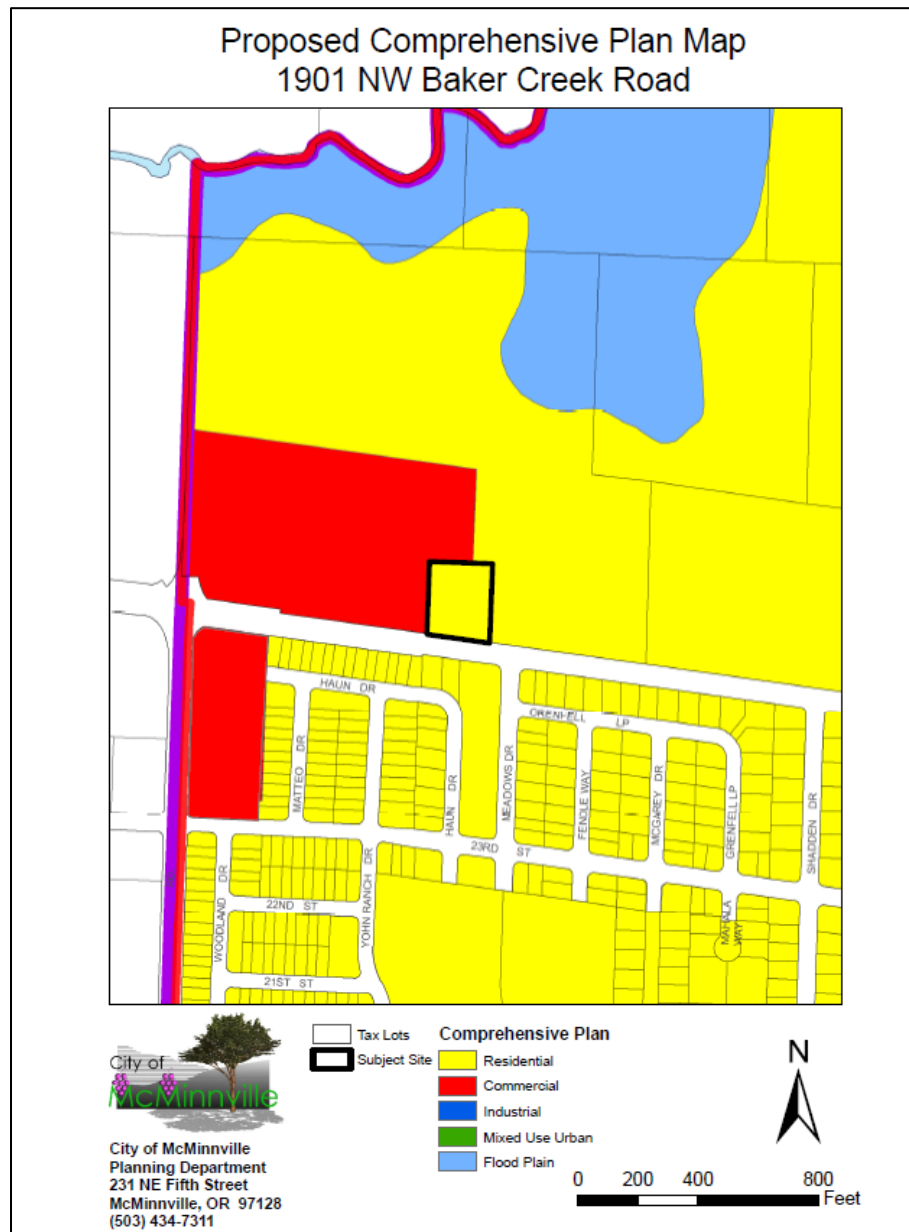 Proposed Comprehensive Plan Map
1901 NW Baker Creek Road
HAUN DR
ORENFELL LP
MATTEO DR
HAUN DR
MEADOWS DR
FENDLE WAY
MCGAREY DR
GRENFELL LP
SHADDEN DR
23RD ST
WOODLAND DR
22ND ST
YOHN RANCH DR
MAHALA WAY
21ST ST
City of
McMinnville
City of McMinnville
Planning Department
231 NE Fifth Street
McMinnville, OR 97128
(503) 434-7311
Tax Lots
Subject Site
Comprehensive Plan
Residential
Commercial
Industrial
Mixed Use Urban
Flood Plain
N
0 200 400 800
Feet